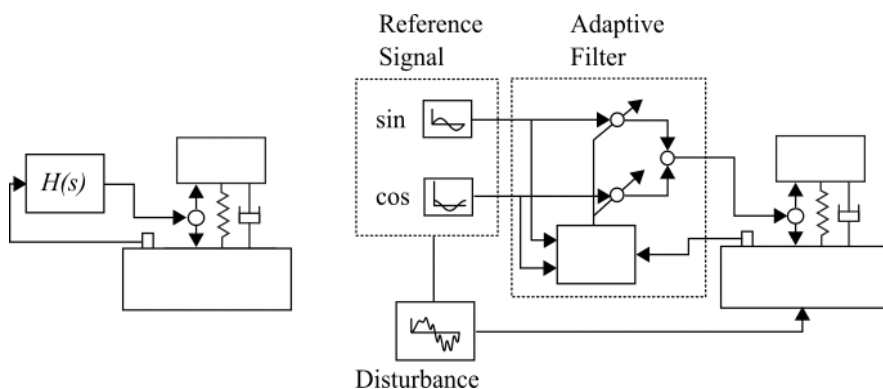 H(s)
Reference
Signal
Adaptive
Filter
sin
cos
Disturbance